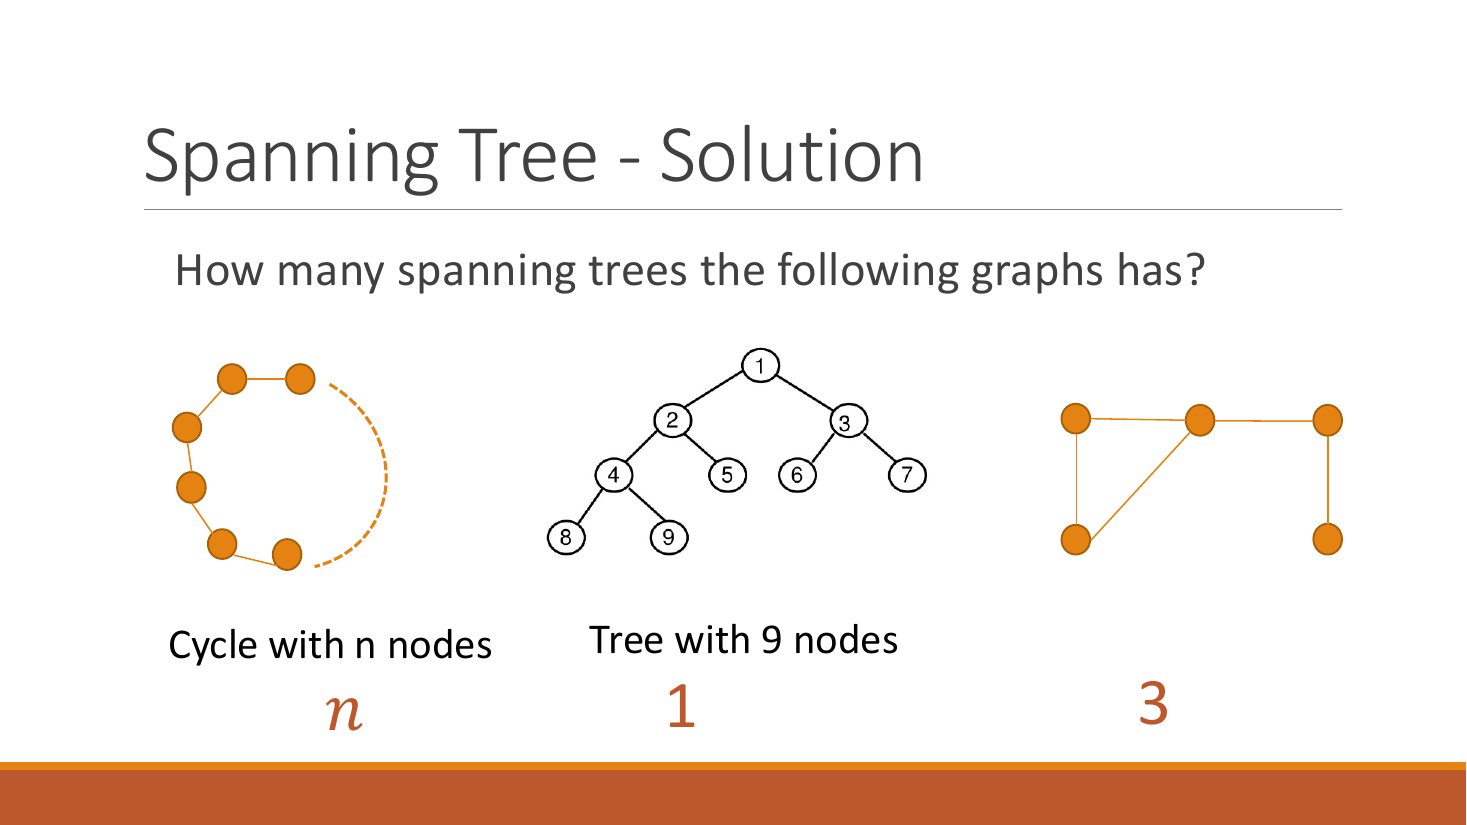 Spanning Tree - Solution
How many spanning trees the following graphs has?
1
2
3
4
5
6
7
8
9
Cycle with n nodes
Tree with 9 nodes
n
1
3